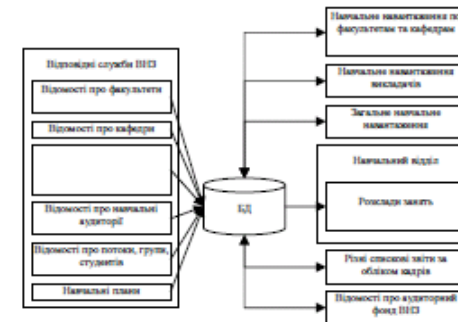 Відповідні служби ВНЗ
Відомості про факультети
Відомості про кафедри
Відомості про навчальні
аудиторії
Відомості про потоки, групи,
студентів
Навчальні плани
БД
Навчальне навантаження по
факультетам та кафедрам
Навчальне навантаження
викладачів
Загальне навчальне
навантаження
Навчальний відділ
Розклади занять
Різні спискові звіти за
обліком кадрів
Відомості про аудиторний
фонд ВНЗ